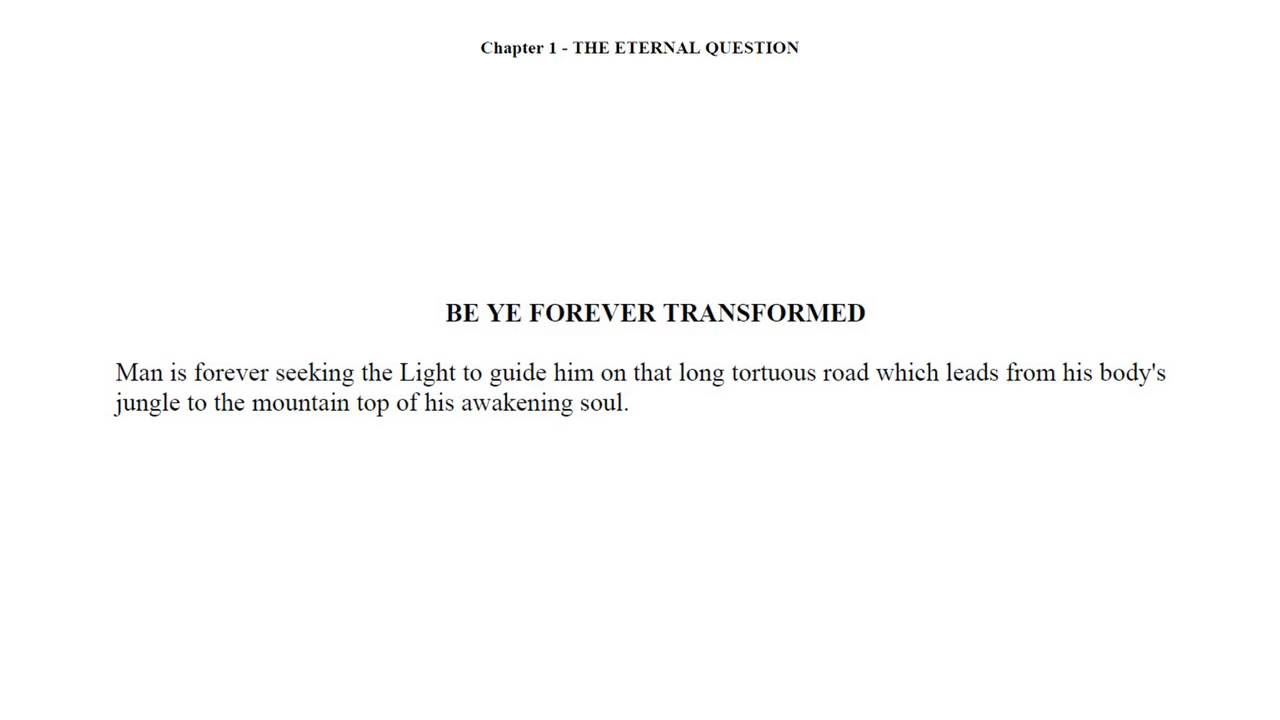 Chapter 1 - THE ETERNAL QUESTION
BE YE FOREVER TRANSFORMED
Man is forever seeking the Light to guide him on that long tortuous road which leads from his body's
jungle to the mountain top of his awakening soul.